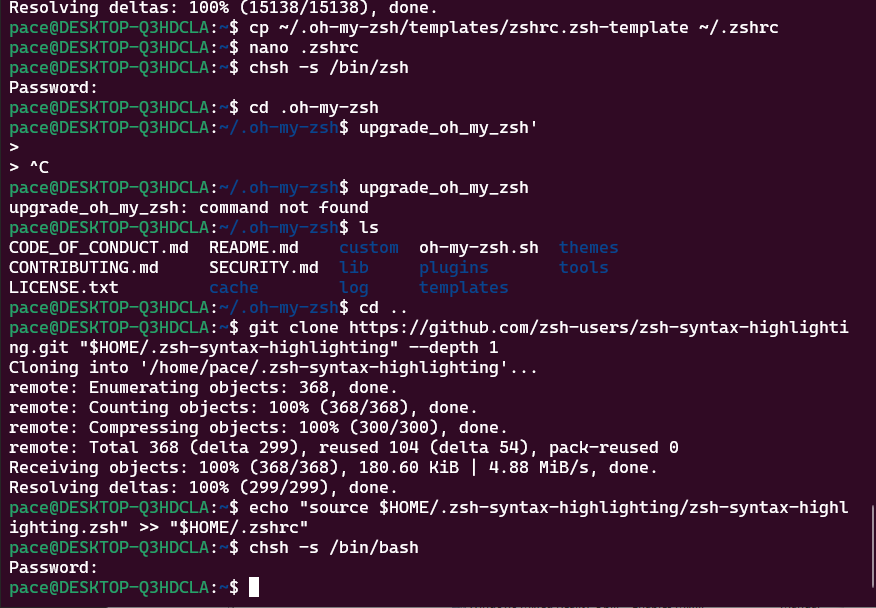 Resolving deltas: 100% (15138/15138), done.
pace@DESKTOP-Q3HDCLA:~$ cp ~/.oh-my-zsh/templates/zshrc.zsh-template ~/.zshrc
pace@DESKTOP-Q3HDCLA:~$ nano .zshrc
pace@DESKTOP-Q3HDCLA:~$ chsh -s /bin/zsh
Password:
pace@DESKTOP-Q3HDCLA:~$ cd .oh-my-zsh
pace@DESKTOP-Q3HDCLA:~/.oh-my-zsh$ upgrade_oh_my_zsh'
>
> ^C
pace@DESKTOP-Q3HDCLA:~/.oh-my-zsh$ upgrade_oh_my_zsh
upgrade_oh_my_zsh: command not found
pace@DESKTOP-Q3HDCLA:~/.oh-my-zsh$ ls
CODE_OF_CONDUCT.md  README.md    custom  oh-my-zsh.sh  themes
CONTRIBUTING.md     SECURITY.md  lib     plugins       tools
LICENSE.txt         cache        log     templates
pace@DESKTOP-Q3HDCLA:~/.oh-my-zsh$ cd ..
pace@DESKTOP-Q3HDCLA:~$ git clone https://github.com/zsh-users/zsh-syntax-highlighti
ng.git "$HOME/.zsh-syntax-highlighting" --depth 1
Cloning into '/home/pace/.zsh-syntax-highlighting'...
remote: Enumerating objects: 368, done.
remote: Counting objects: 100% (368/368), done.
remote: Compressing objects: 100% (300/300), done.
remote: Total 368 (delta 299), reused 104 (delta 54), pack-reused 0
Receiving objects: 100% (368/368), 180.60 KiB | 4.88 MiB/s, done.
Resolving deltas: 100% (299/299), done.
pace@DESKTOP-Q3HDCLA:~$ echo "source $HOME/.zsh-syntax-highlighting/zsh-syntax-highl
ighting.zsh" >> "$HOME/.zshrc"
pace@DESKTOP-Q3HDCLA:~$ chsh -s /bin/bash
Password:
pace@DESKTOP-Q3HDCLA:~$